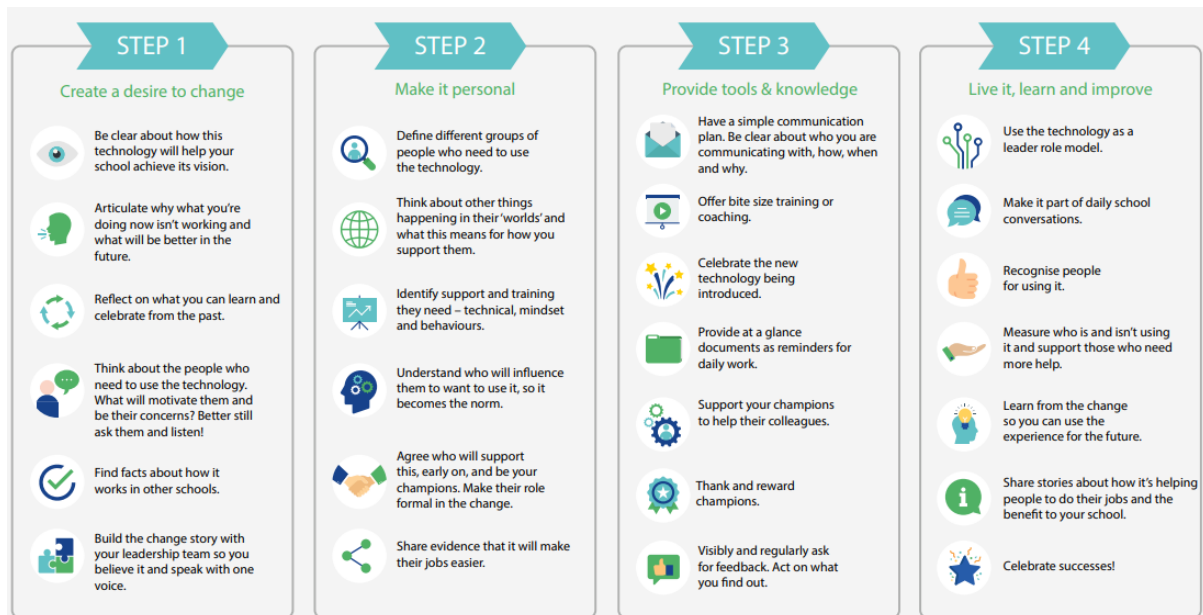 STEP 1
Create a desire to change
Be clear about how this
technology will help your
school achieve its vision.
Articulate why what you're
doing now isn't working and
what will be better in the
future.
Reflect on what you can learn and
celebrate from the past.
Think about the people who
need to use the technology.
What will motivate them and
be their concerns? Better still
ask them and listen!
Find facts about how it
works in other schools.
Build the change story with
your leadership team so you
believe it and speak with one
voice.
STEP 2
Make it personal
Define different groups of
people who need to use
the technology.
Think about other things
happening in their 'worlds' and
what this means for how you
support them.
Identify support and training
they need – technical, mindset
and behaviours.
Understand who will influence
them to want to use it, so it
becomes the norm.
Agree who will support
this, early on, and be your
champions. Make their role
formal in the change.
Share evidence that it will make
their jobs easier.
STEP 3
Provide tools & knowledge
Have a simple communication
plan. Be clear about who you are
communicating with, how, when
and why.
Offer bite size training or
coaching.
Celebrate the new
technology being
introduced.
Provide at a glance
documents as reminders for
daily work.
Support your champions
to help their colleagues.
Thank and reward
champions.
Visibly and regularly ask
for feedback. Act on what
you find out.
STEP 4
Live it, learn and improve
Use the technology as a
leader role model.
Make it part of daily school
conversations.
Recognise people
for using it.
Measure who is and isn't using
it and support those who need
more help.
Learn from the change
so you can use the
experience for the future.
Share stories about how it's helping
people to do their jobs and the
benefit to your school.
Celebrate successes!